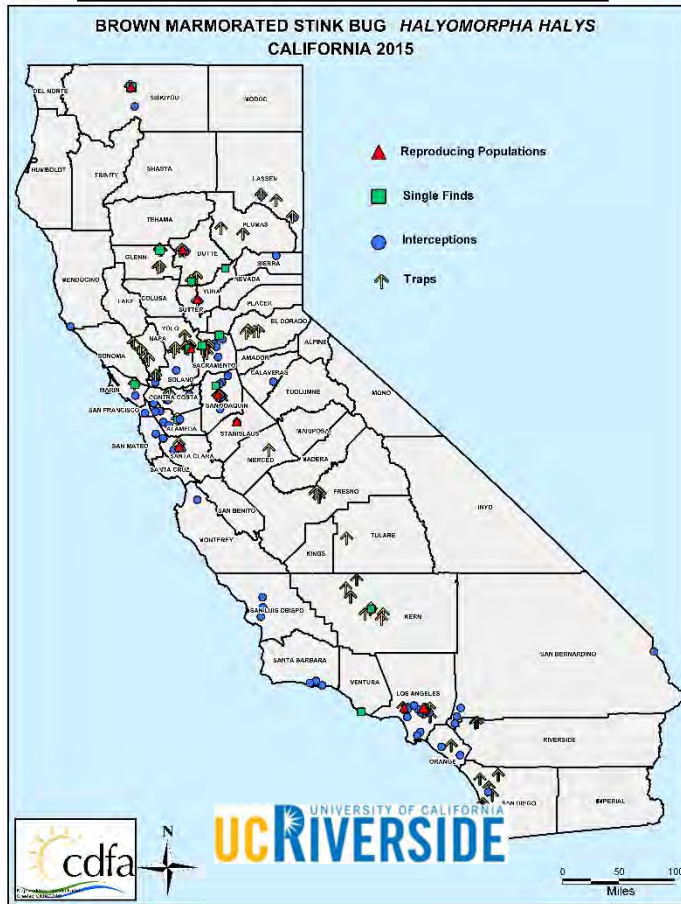 BROWN MARMORATED STINK BUG HALYOMORPHA HALYS
CALIFORNIA 2015
DEL NORTE
SISKIYOU
MODOC
Reproducing Populations
HUMBOLDT
TRINITY
SHASTA
LASSEN
Single Finds
TEHAMA
PLUMAS
Interceptions
GLENN
BUTTE
SIERRA
MENDOCINO
NEVADA
Traps
LAKE
COLUSA
YUBA
SUTTER
PLACER
EL DORADO
YOLO
NAPA
SONOMA
ALPINE
AMADOR
SACRAMENTO
SOLANO
CALAVERAS
MARIN
TUOLUMNE
MONO
CONTRA COSTA
SAN JOAQUIN
SAN FRANCISCO
ALAMEDA
STANISLAUS
MARIPOSA
SAN MATEO
SANTA CLARA
MERCED
MADERA
SANTA CRUZ
FRESNO
INYO
SAN BENITO
MONTEREY
TULARE
KINGS
SAN LUIS OBISPO
KERN
SAN BERNARDINO
SANTA BARBARA
VENTURA
LOS ANGELES
RIVERSIDE
ORANGE
SAN DIEGO
IMPERIAL
UNIVERSITY OF CALIFORNIA
UCRIVERSIDE
cdfa
N
0 50 100
Miles